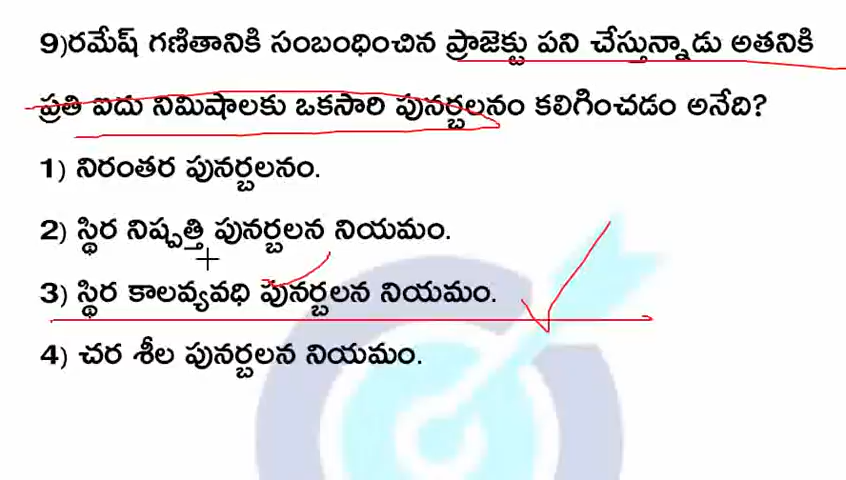 9)రమేష్ గణితానికి సంబంధించిన ప్రాజెక్టు పని చేస్తున్నాడు అతనికి
ప్రతి ఐదు నిమిషాలకు ఒకసారి పునర్బలనం కలిగించడం అనేది?
1) నిరంతర పునర్బలనం.
2) స్థిర నిష్పత్తి పునర్బలన నియమం.
3) స్థిర కాలవ్యవధి పునర్బలన నియమం.
4) చర శీల పునర్బలన నియమం.